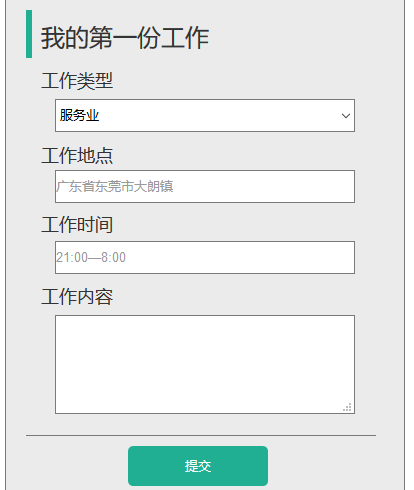 我的第一份工作
工作类型
服务业
工作地点
广东省东莞市大朗镇
工作时间
21:00—8:00
工作内容
提交